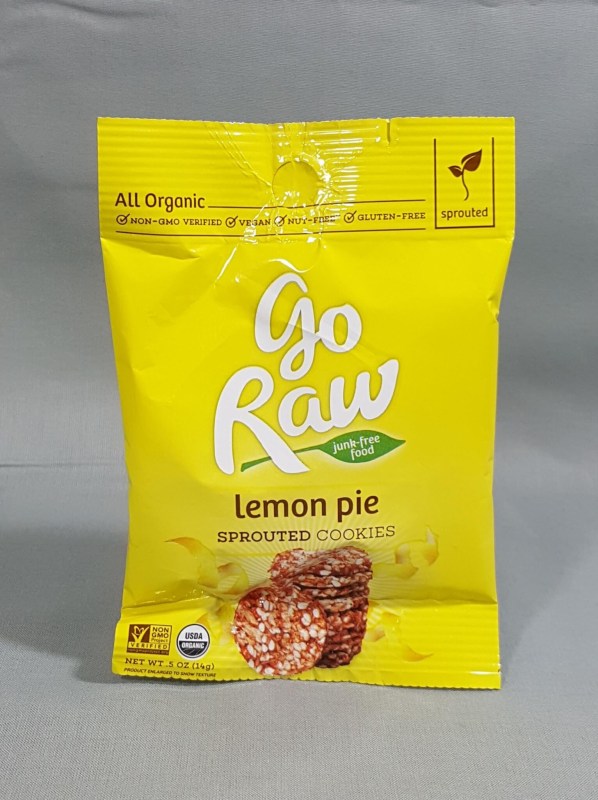 All Organic
NON-GMO VERIFIED VEGAN NUT-FREE GLUTEN-FREE
sprouted
go
Raw
junk-free
food
lemon pie
SPROUTED COOKIES
NON
GMO
Project
VERIFIED
USDA
ORGANIC
NET WT .5 OZ (14g)
PRODUCT ENLARGED TO SHOW TEXTURE